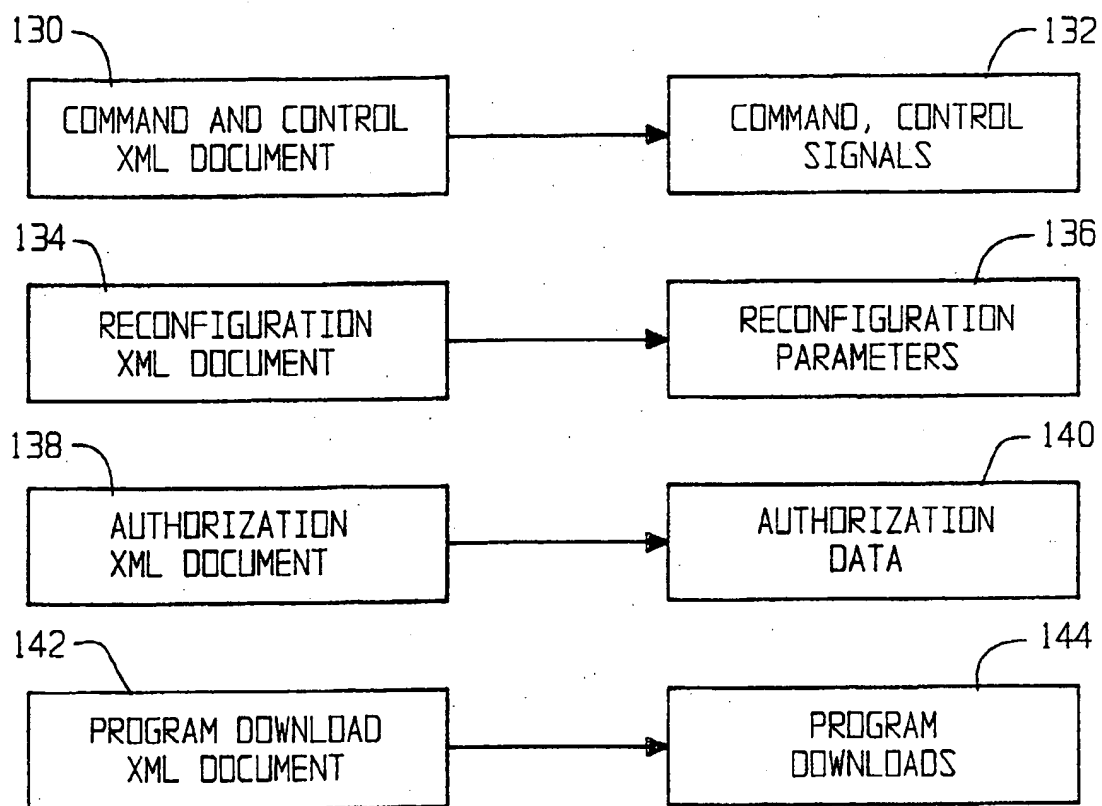 130
132
COMMAND AND CONTROL
XML DOCUMENT
COMMAND, CONTROL
SIGNALS
134
136
RECONFIGURATION
XML DOCUMENT
RECONFIGURATION
PARAMETERS
138
140
AUTHORIZATION
XML DOCUMENT
AUTHORIZATION
DATA
142
144
PROGRAM DOWNLOAD
XML DOCUMENT
PROGRAM
DOWNLOADS